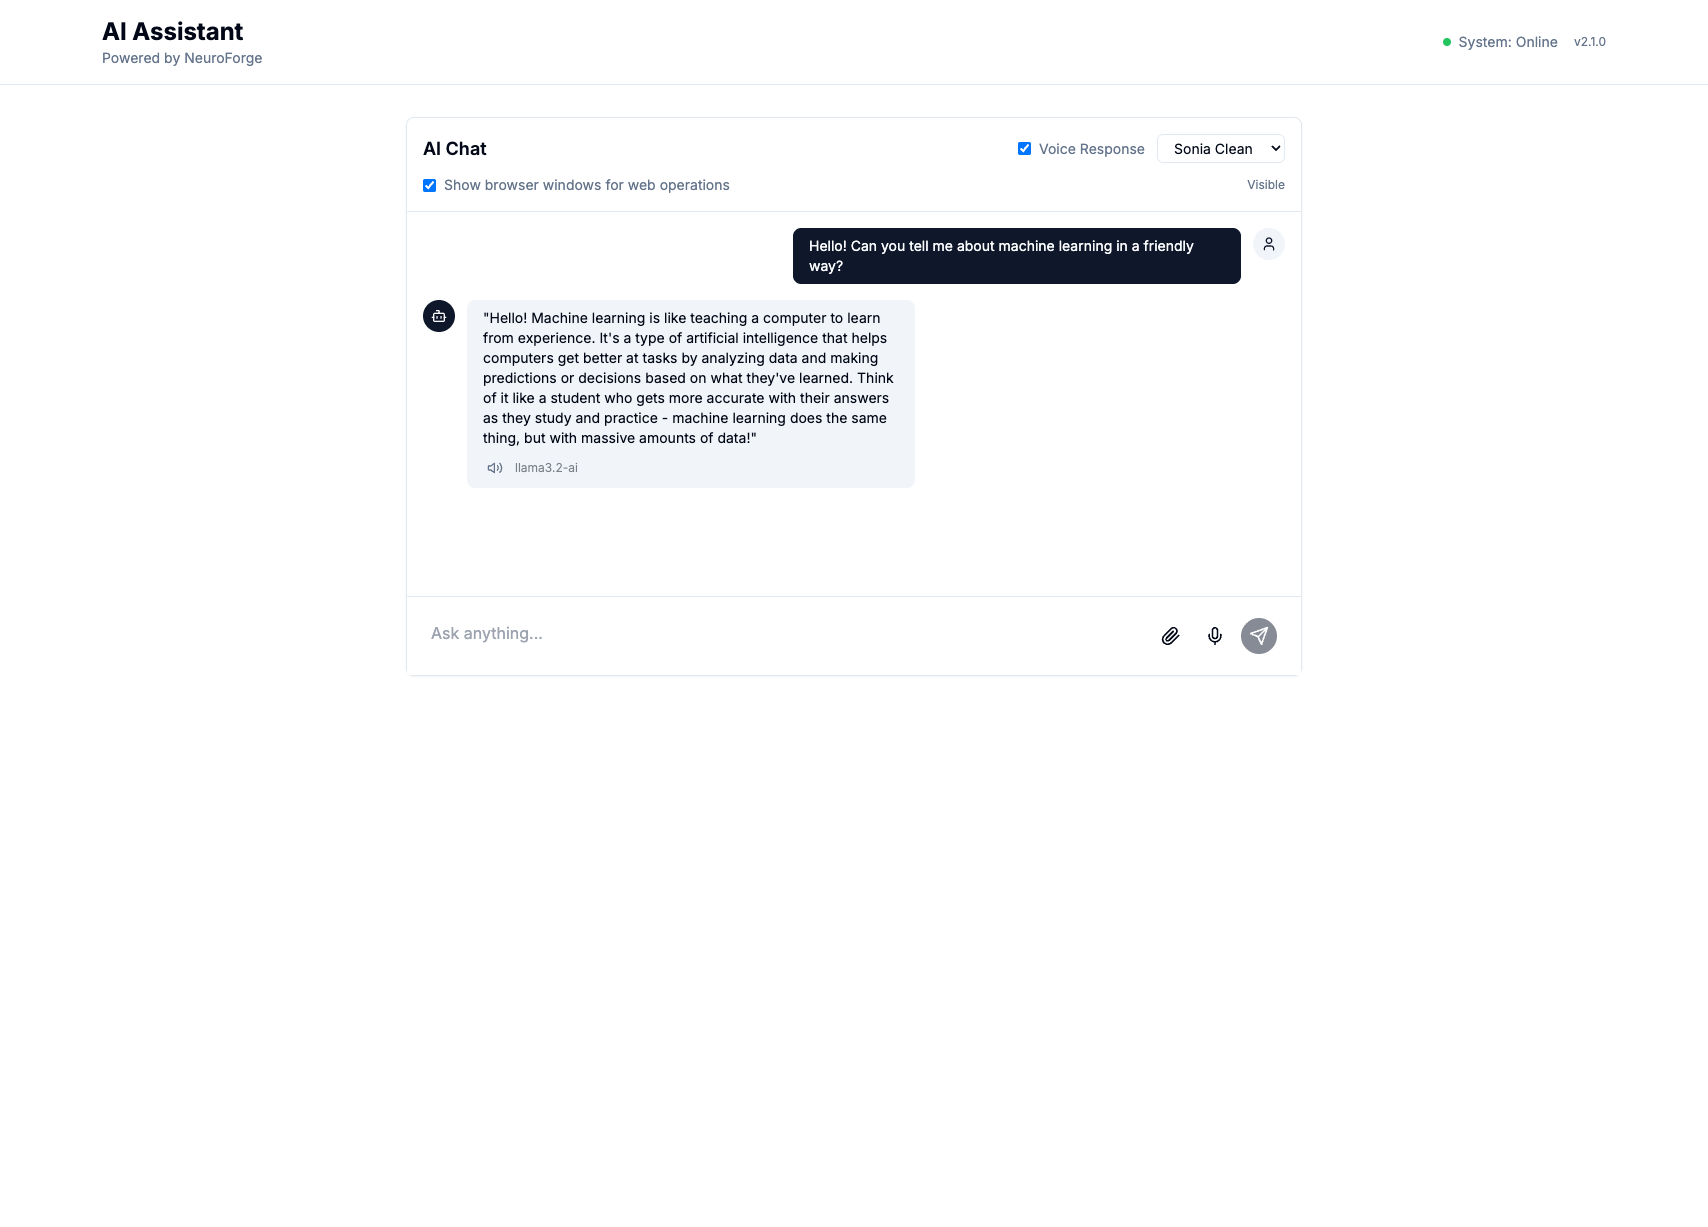 AI Assistant
Powered by NeuroForge
System: Online
v2.1.0
AI Chat
Voice Response
Sonia Clean
Show browser windows for web operations
Visible
Hello! Can you tell me about machine learning in a friendly
way?
"Hello! Machine learning is like teaching a computer to learn
from experience. It's a type of artificial intelligence that helps
computers get better at tasks by analyzing data and making
predictions or decisions based on what they've learned. Think
of it like a student who gets more accurate with their answers
as they study and practice - machine learning does the same
thing, but with massive amounts of data!"
llama3.2-ai
Ask anything...